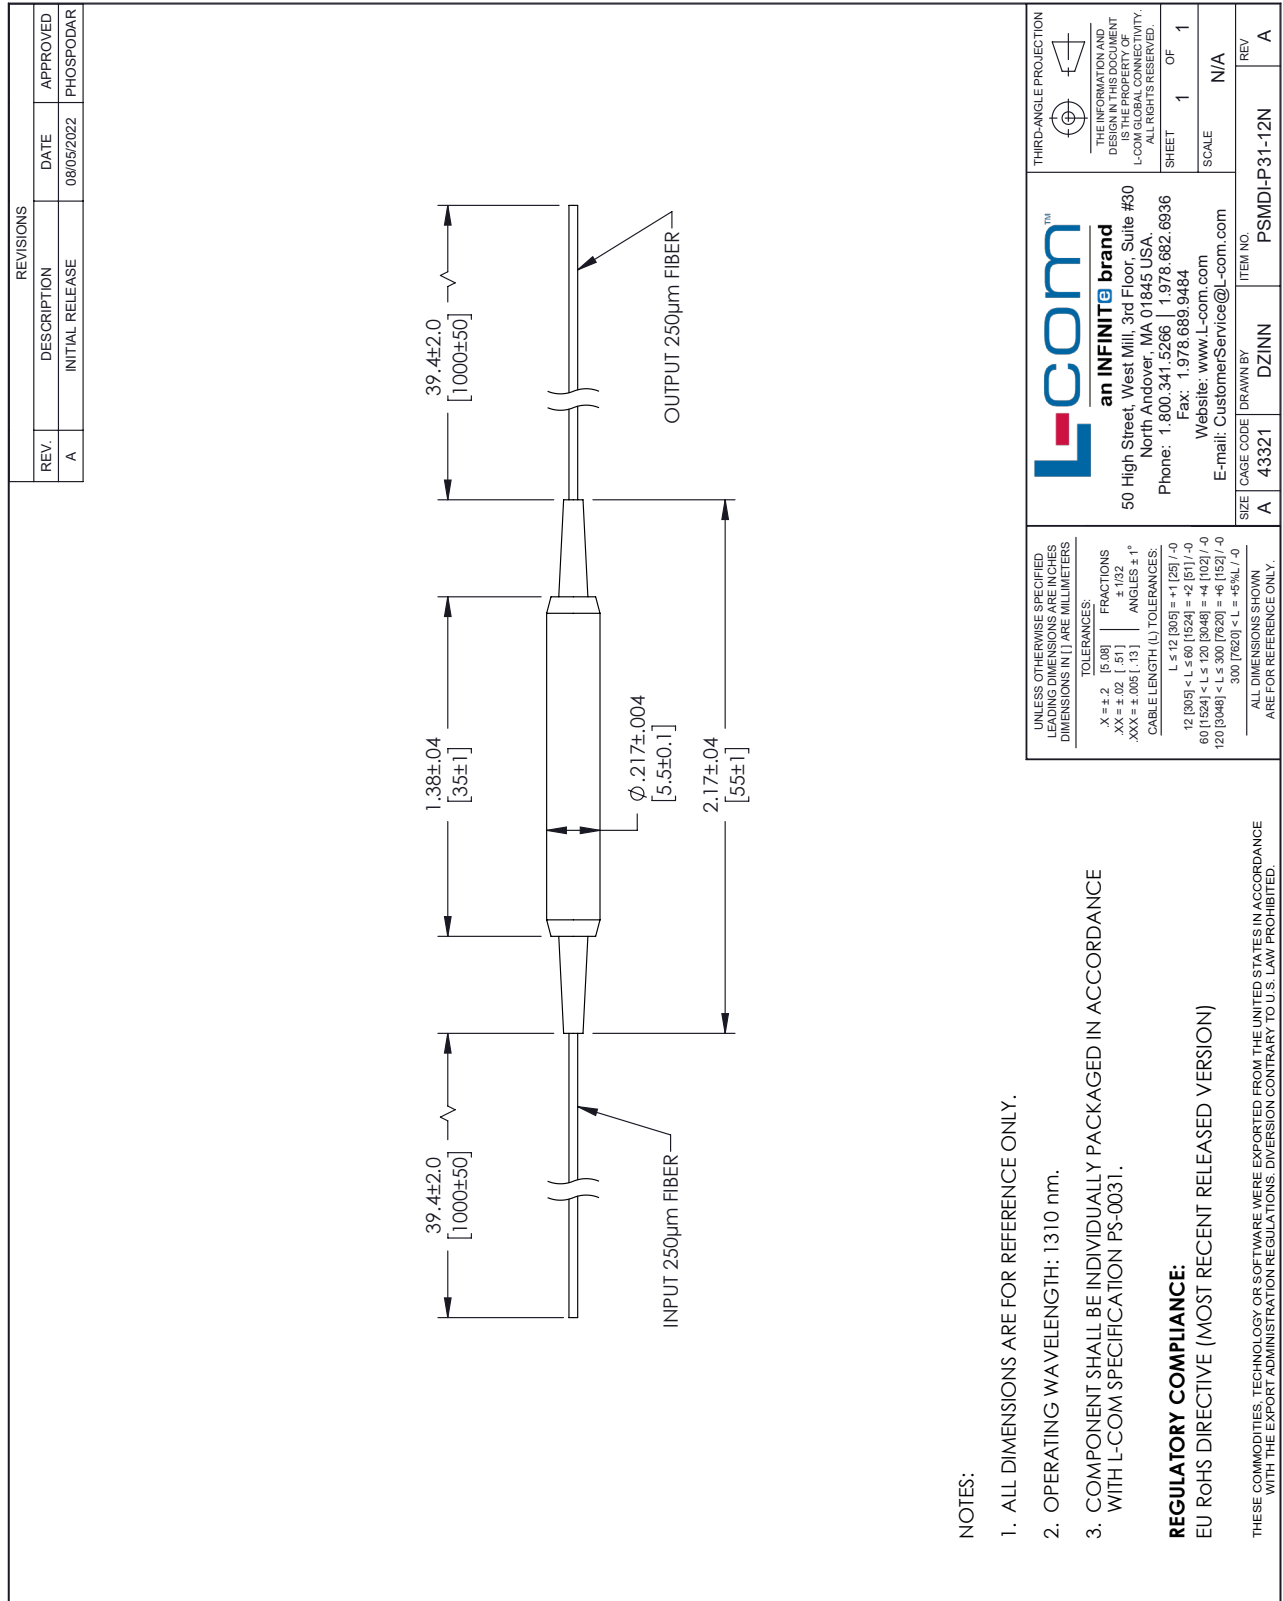 REVISIONS
REV. DESCRIPTION DATE APPROVED
A INITIAL RELEASE 08/05/2022 PHOSPODAR
39.4±2.0
[1000±50]
1.38±.04
[35±1]
39.4±2.0
[1000±50]
INPUT 250µm FIBER
Ø.217±.004
[5.5±0.1]
2.17±.04
[55±1]
OUTPUT 250µm FIBER
NOTES:
1. ALL DIMENSIONS ARE FOR REFERENCE ONLY.
2. OPERATING WAVELENGTH: 1310 nm.
3. COMPONENT SHALL BE INDIVIDUALLY PACKAGED IN ACCORDANCE
WITH L-COM SPECIFICATION PS-0031.
REGULATORY COMPLIANCE:
EU RoHS DIRECTIVE (MOST RECENT RELEASED VERSION)
THESE COMMODITIES, TECHNOLOGY OR SOFTWARE WERE EXPORTED FROM THE UNITED STATES IN ACCORDANCE
WITH THE EXPORT ADMINISTRATION REGULATIONS. DIVERSION CONTRARY TO U.S. LAW PROHIBITED.
UNLESS OTHERWISE SPECIFIED
LEADING DIMENSIONS ARE INCHES
DIMENSIONS IN [ ] ARE MILLIMETERS
TOLERANCES:
.X = ±.2 [5.08] FRACTIONS
.XX = ±.02 [.51] ± 1/32
.XXX = ±.005 [.13] ANGLES ± 1°
CABLE LENGTH (L) TOLERANCES:
L ≤ 12 [305] = +1 [25] / -0
12 [305] < L ≤ 60 [1524] = +2 [51] / -0
60 [1524] < L ≤ 120 [3048] = +4 [102] / -0
120 [3048] < L ≤ 300 [7620] = +6 [152] / -0
300 [7620] < L = +5%L / -0
ALL DIMENSIONS SHOWN
ARE FOR REFERENCE ONLY.
L-com™
an INFINITe brand
50 High Street, West Mill, 3rd Floor, Suite #30
North Andover, MA 01845 USA.
Phone: 1.800.341.5266 | 1.978.682.6936
Fax: 1.978.689.9484
Website: www.L-com.com
E-mail: CustomerService@L-com.com
THIRD-ANGLE PROJECTION
THE INFORMATION AND
DESIGN IN THIS DOCUMENT
IS THE PROPERTY OF
L-COM GLOBAL CONNECTIVITY.
ALL RIGHTS RESERVED.
SHEET 1 OF 1
SCALE N/A
SIZE A
CAGE CODE 43321
DRAWN BY DZINN
ITEM NO. PSMDI-P31-12N
REV A